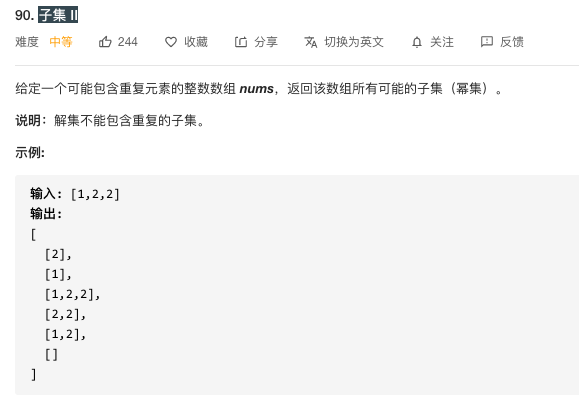 90. 子集 II
难度 中等 244 收藏 分享 切换为英文 关注 反馈
给定一个可能包含重复元素的整数数组 nums，返回该数组所有可能的子集（幂集）。
说明：解集不能包含重复的子集。
示例:
输入: [1,2,2]
输出:
[
  [2],
  [1],
  [1,2,2],
  [2,2],
  [1,2],
  []
]